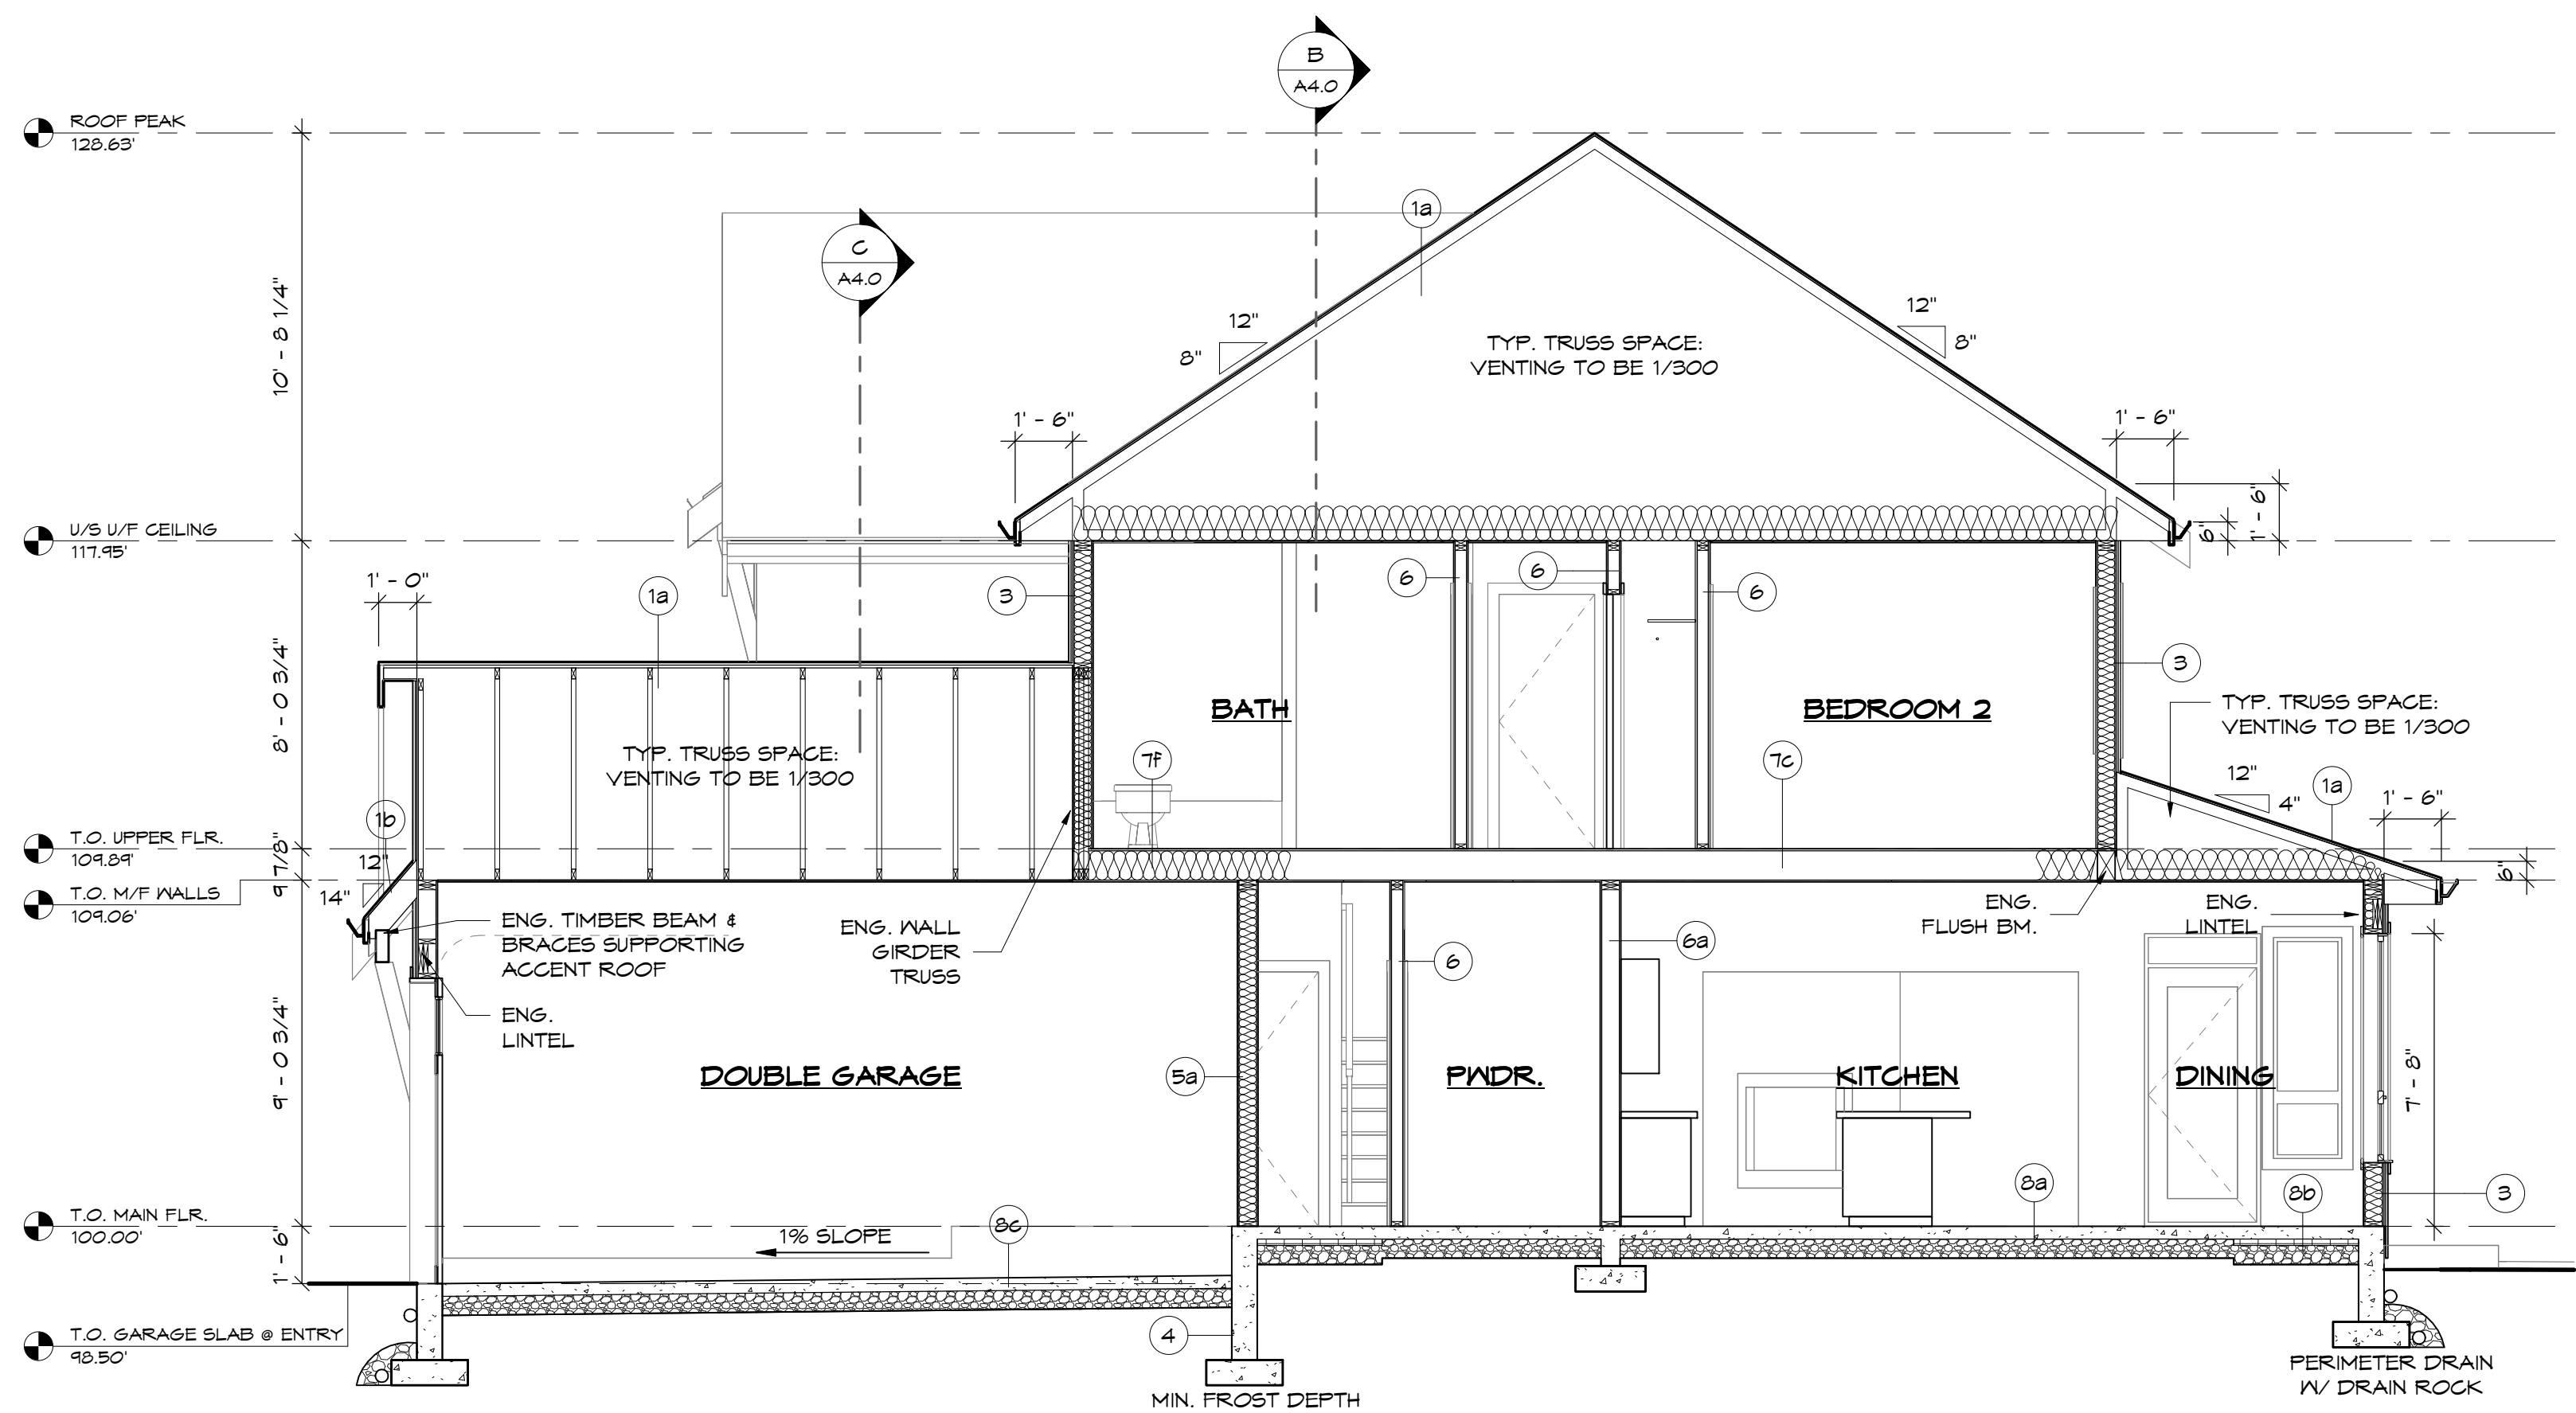 B
A4.0
ROOF PEAK
128.63'
1a
C
A4.0
10' - 8 1/4"
12"
8"
12"
8"
TYP. TRUSS SPACE:
VENTING TO BE 1/300
1' - 6"
1' - 6"
1' - 6"
6"
U/S U/F CEILING
117.95'
1' - 0"
1a
3
6
6
6
3
8' - 0 3/4"
BATH
BEDROOM 2
TYP. TRUSS SPACE:
VENTING TO BE 1/300
TYP. TRUSS SPACE:
VENTING TO BE 1/300
7f
7c
12"
4"
1a
1' - 6"
6"
1b
T.O. UPPER FLR.
109.89'
9 7/8"
12"
14"
T.O. M/F WALLS
109.06'
ENG. TIMBER BEAM &
BRACES SUPPORTING
ACCENT ROOF
ENG. WALL
GIRDER
TRUSS
ENG.
FLUSH BM.
ENG.
LINTEL
6
6a
ENG.
LINTEL
9' - 0 3/4"
DOUBLE GARAGE
5a
PWDR.
KITCHEN
DINING
7' - 8"
8a
8b
3
T.O. MAIN FLR.
100.00'
1' - 6"
1% SLOPE
8c
T.O. GARAGE SLAB @ ENTRY
98.50'
4
MIN. FROST DEPTH
PERIMETER DRAIN
W/ DRAIN ROCK